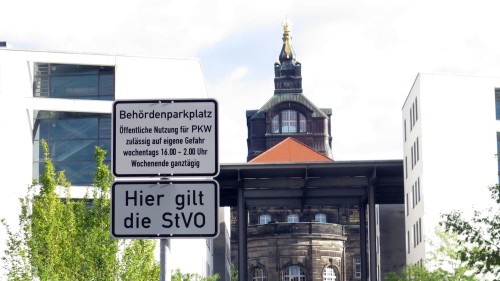 Behördenparkplatz
Öffentliche Nutzung für PKW
zulässig auf eigene Gefahr
wochentags 16.00 - 2.00 Uhr
Wochenende ganztägig
Hier gilt
die StVO